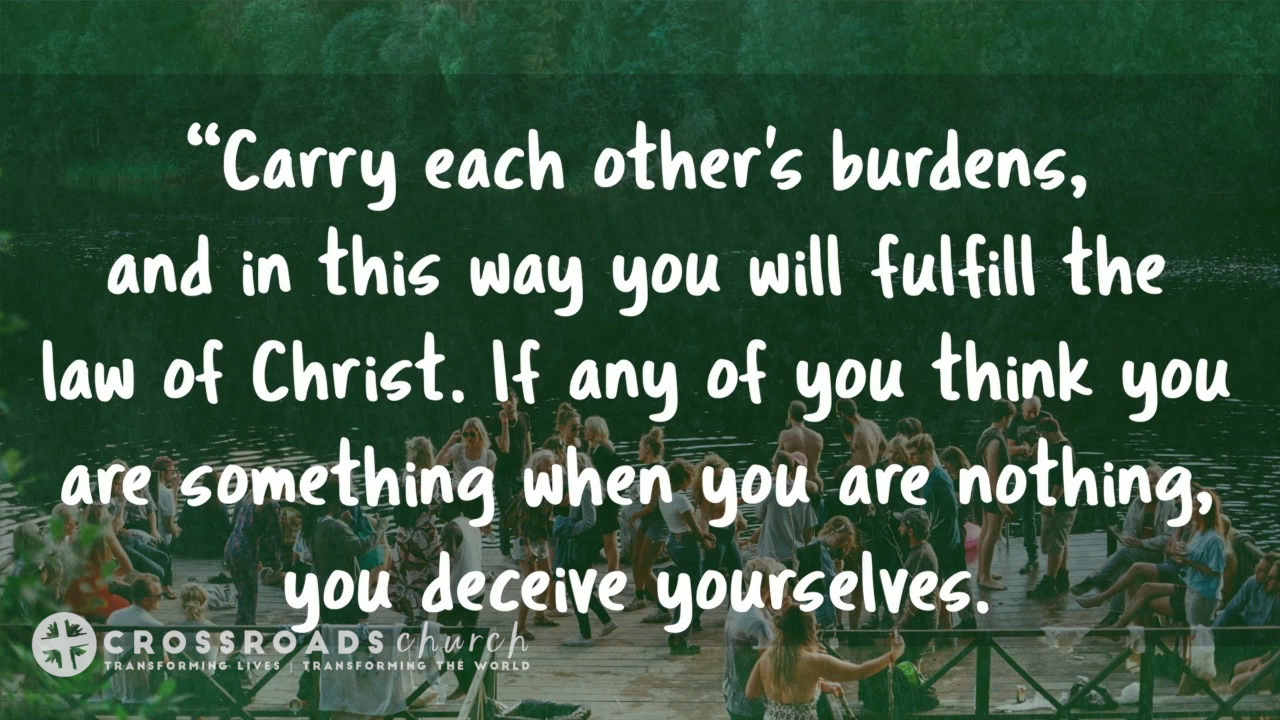 “Carry each other's burdens,
and in this way you will fulfill the
law of Christ. If any of you think you
are something when you are nothing,
you deceive yourselves.
CROSSROADS church
TRANSFORMING LIVES | TRANSFORMING THE WORLD